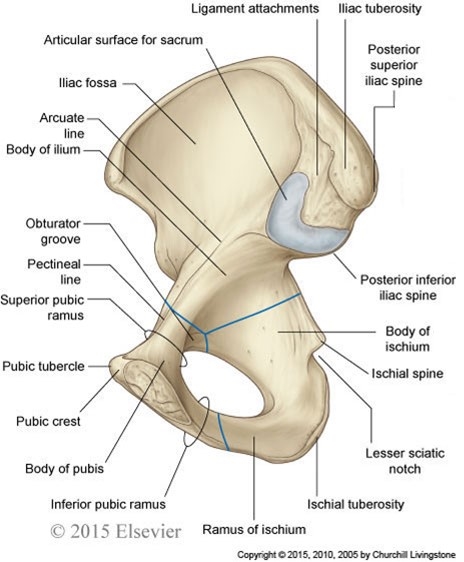 Ligament attachments
Iliac tuberosity
Articular surface for sacrum
Posterior
superior
iliac spine
Iliac fossa
Arcuate
line
Body of ilium
Obturator
groove
Pectineal
line
Superior pubic
ramus
Posterior inferior
iliac spine
Body of
ischium
Pubic tubercle
Ischial spine
Pubic crest
Lesser sciatic
notch
Body of pubis
Inferior pubic ramus
Ischial tuberosity
© 2015 Elsevier
Ramus of ischium
Copyright © 2015, 2010, 2005 by Churchill Livingstone